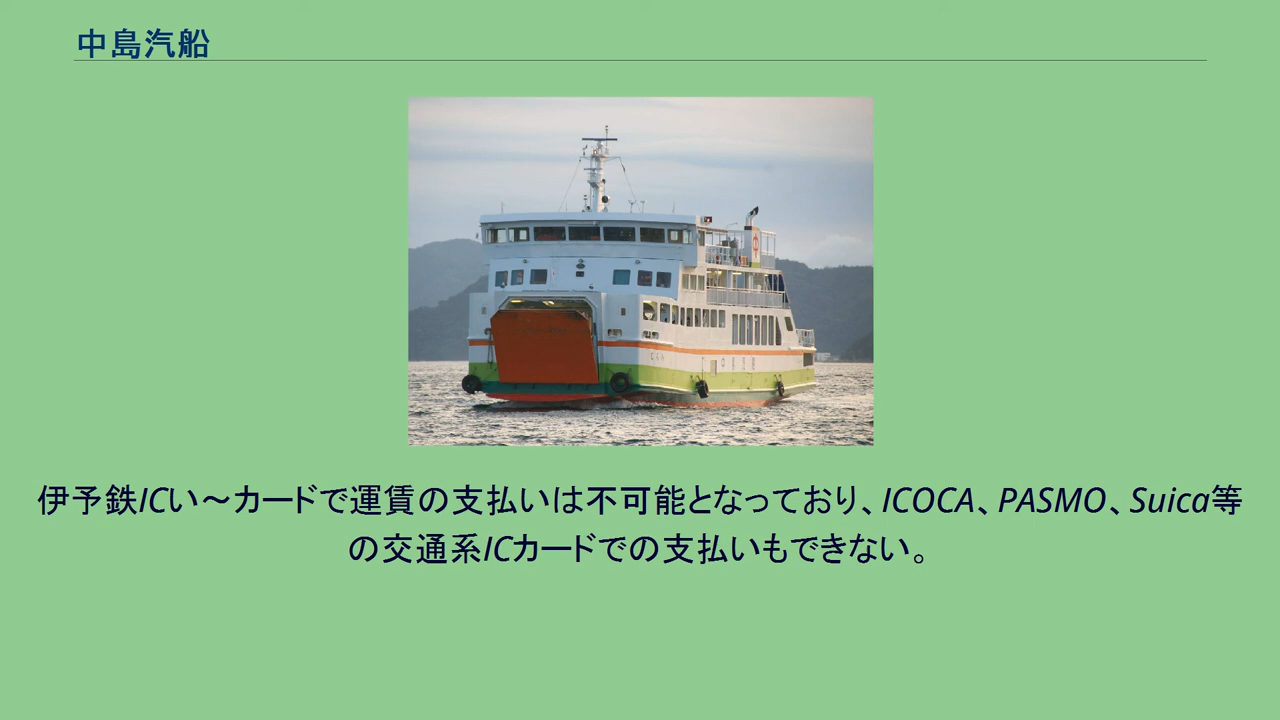 中島汽船
伊予鉄ICい～カードで運賃の支払いは不可能となっており、ICOCA、PASMO、Suica等
の交通系ICカードでの支払いもできない。